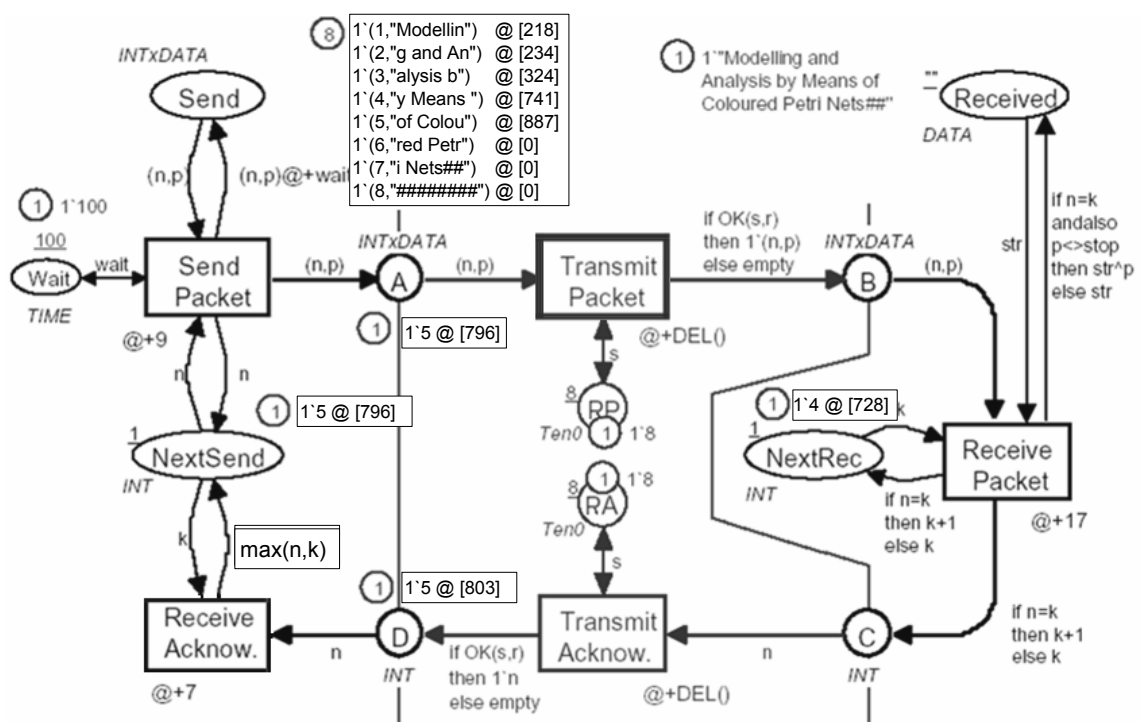 8
1`(1,"Modellin") @ [218]
1`(2,"g and An") @ [234]
1`(3,"alysis b") @ [324]
1`(4,"y Means ") @ [741]
1`(5,"of Colou") @ [887]
1`(6,"red Petr") @ [0]
1`(7,"i Nets##") @ [0]
1`(8,"########") @ [0]
1
1`"Modelling and
Analysis by Means of
Coloured Petri Nets##"
INTxDATA
Send
""
Received
DATA
(n,p)
(n,p)@+wait
1
1`100
100
Wait
TIME
wait
Send
Packet
@+9
(n,p)
INTxDATA
A
(n,p)
Transmit
Packet
@+DEL()
if OK(s,r)
then 1`(n,p)
else empty
INTxDATA
B
(n,p)
str
if n=k
andalso
p<>stop
then str^p
else str
1
1`5 @ [796]
n
n
1
1`5 @ [796]
1
NextSend
INT
s
8
RP
Ten0
1
1`8
1
1`8
8
RA
Ten0
s
1
1`4 @ [728]
k
1
NextRec
INT
if n=k
then k+1
else k
Receive
Packet
@+17
k
max(n,k)
1
1`5 @ [803]
Receive
Acknow.
@+7
n
D
INT
if OK(s,r)
then 1`n
else empty
Transmit
Acknow.
@+DEL()
n
C
INT
if n=k
then k+1
else k